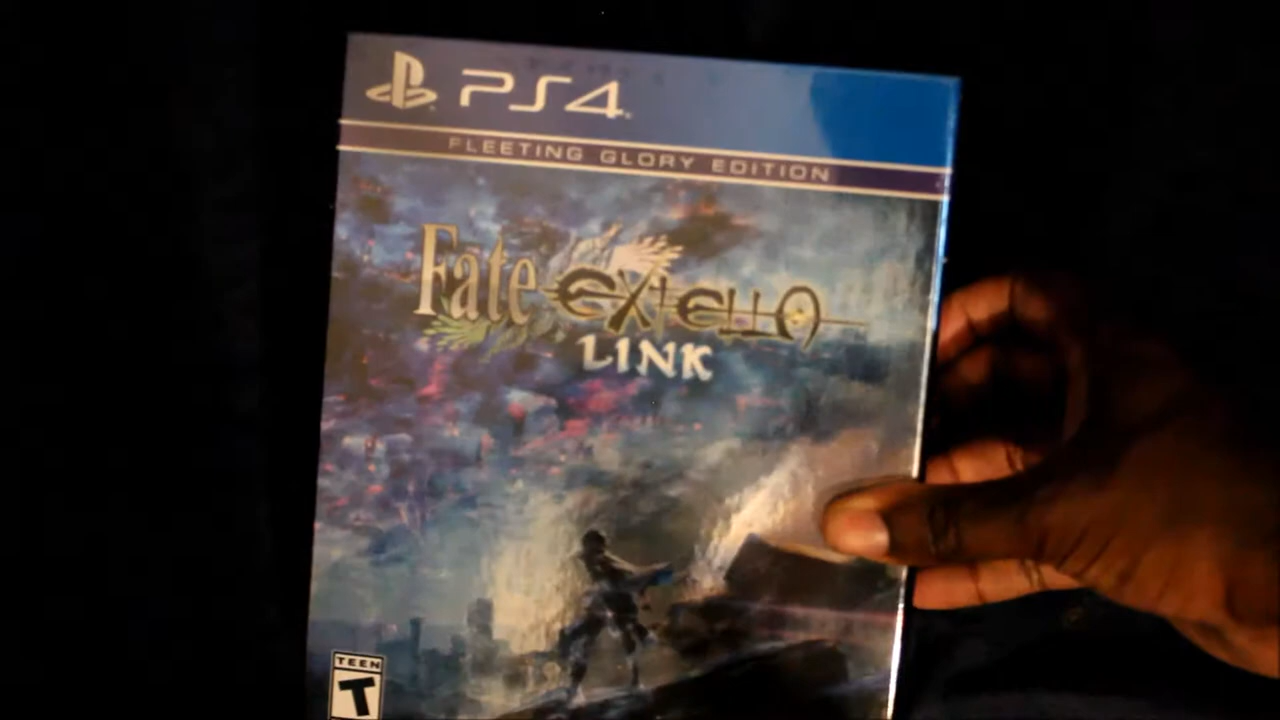 PS4
FLEETING GLORY EDITION
Fate EXTELLA
LINK
TEEN
T